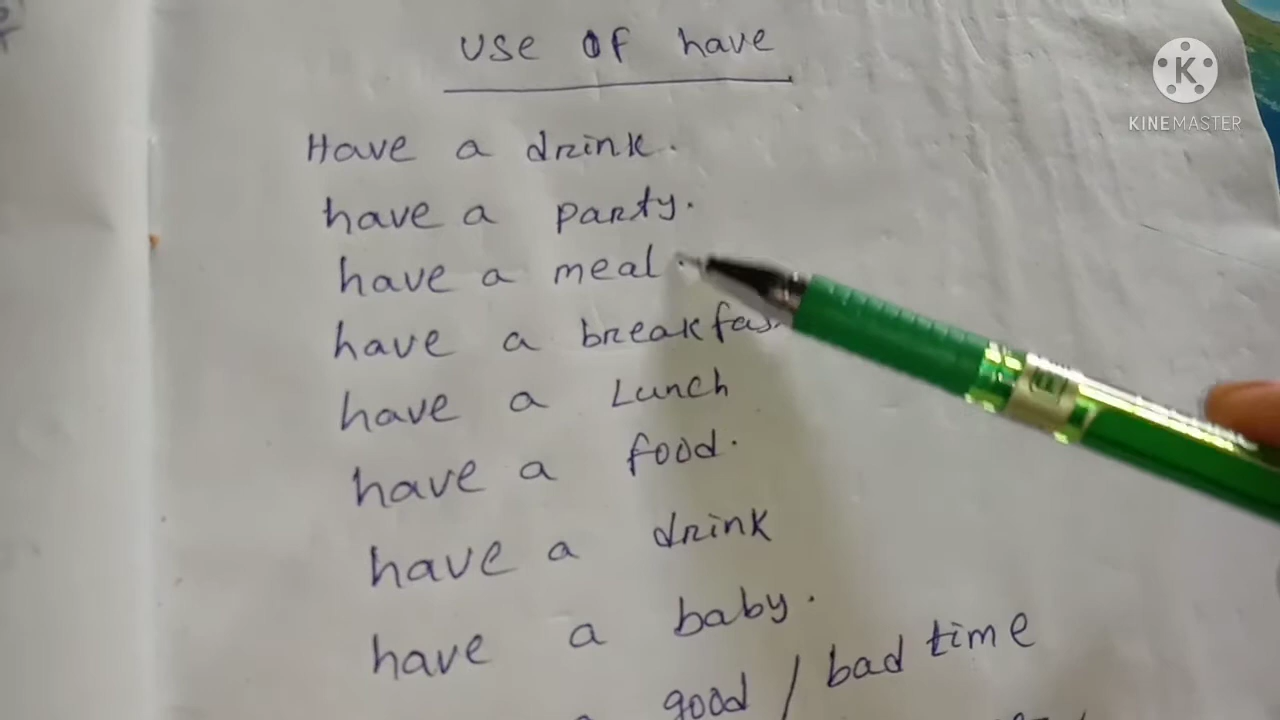 use of have
Have a drink.
have a party.
have a meal.
have a breakfas
have a Lunch
have a food.
have a drink
have a baby.
good / bad time
K
KINEMASTER